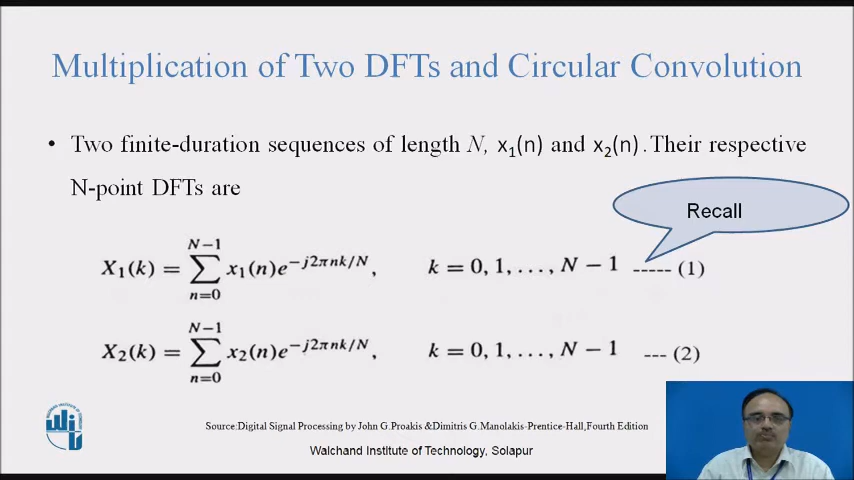 Multiplication of Two DFTs and Circular Convolution
• Two finite-duration sequences of length N, x₁(n) and x₂(n). Their respective
N-point DFTs are
Recall
X₁(k) = ∑_{n=0}^{N−1} x₁(n)e^{−j2πnk/N}, k = 0, 1, . . . , N − 1 ----- (1)
X₂(k) = ∑_{n=0}^{N−1} x₂(n)e^{−j2πnk/N}, k = 0, 1, . . . , N − 1 --- (2)
Source:Digital Signal Processing by John G.Proakis &Dimitris G.Manolakis-Prentice-Hall,Fourth Edition
Walchand Institute of Technology, Solapur